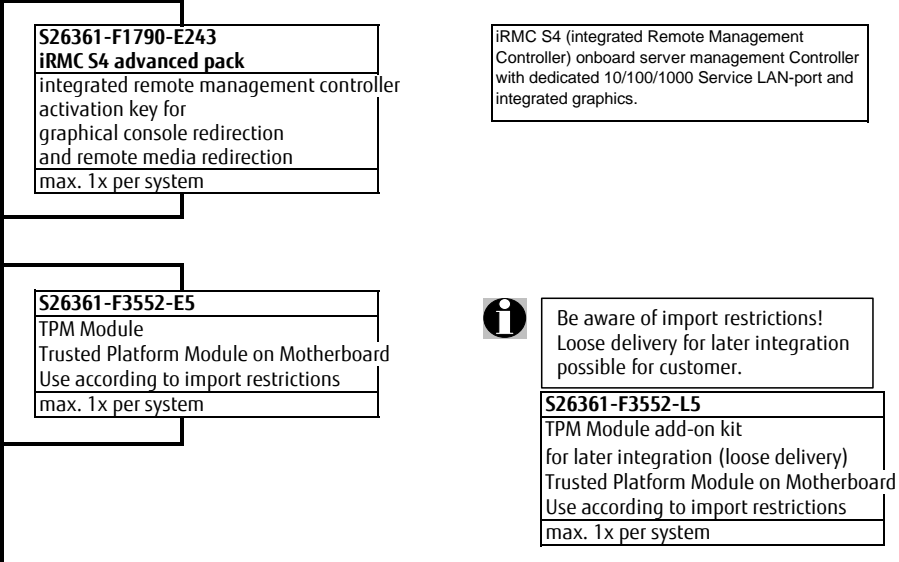 S26361-F1790-E243
iRMC S4 advanced pack
integrated remote management controller
activation key for
graphical console redirection
and remote media redirection
max. 1x per system
iRMC S4 (integrated Remote Management
Controller) onboard server management Controller
with dedicated 10/100/1000 Service LAN-port and
integrated graphics.
S26361-F3552-E5
TPM Module
Trusted Platform Module on Motherboard
Use according to import restrictions
max. 1x per system
Be aware of import restrictions!
Loose delivery for later integration
possible for customer.
S26361-F3552-L5
TPM Module add-on kit
for later integration (loose delivery)
Trusted Platform Module on Motherboard
Use according to import restrictions
max. 1x per system